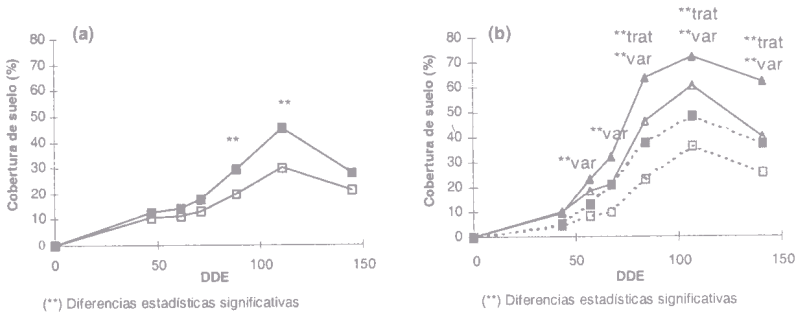 (a)
Cobertura de suelo (%)
80
70
60
50
40
30
20
10
0
**
**
0
50
100
150
DDE
(**) Diferencias estadísticas significativas
(b)
Cobertura de suelo (%)
80
70
60
50
40
30
20
10
0
**var
**var
**trat
**var
**trat
**var
**trat
**var
0
50
100
150
DDE
(**) Diferencias estadísticas significativas